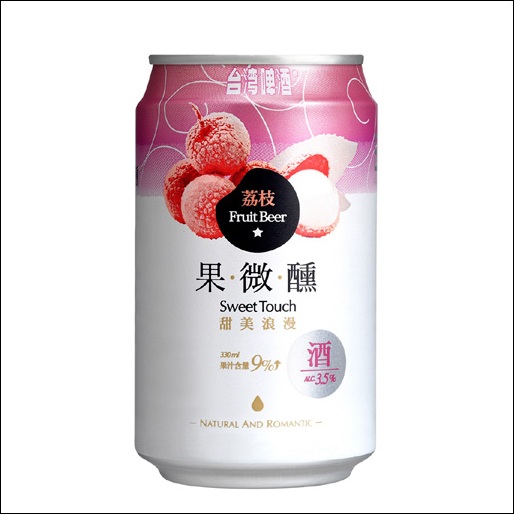 台湾啤酒
荔枝
Fruit Beer
果·微·醺
Sweet Touch
甜美浪漫
330ml
果汁含量9%↑
酒
ALC.3.5%
NATURAL AND ROMANTIC